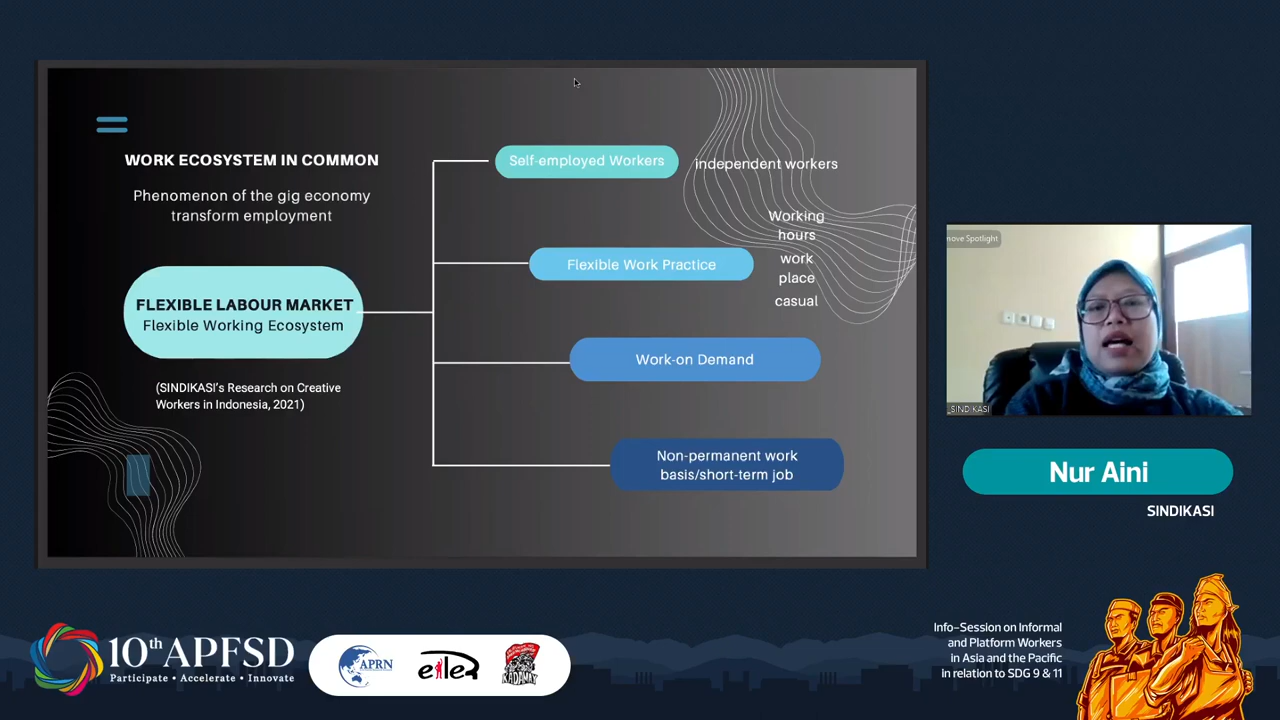 WORK ECOSYSTEM IN COMMON
Phenomenon of the gig economy
transform employment
FLEXIBLE LABOUR MARKET
Flexible Working Ecosystem
(SINDIKASI's Research on Creative
Workers in Indonesia, 2021)
Self-employed Workers
independent workers
Flexible Work Practice
Working
hours
work
place
casual
Work-on Demand
Non-permanent work
basis/short-term job
move Spotlight
_SINDIKASI
Nur Aini
SINDIKASI
10th APFSD
Participate • Accelerate • Innovate
APRN
eiler
KADAMAY
Info-Session on Informal
and Platform Workers
in Asia and the Pacific
in relation to SDG 9 & 11